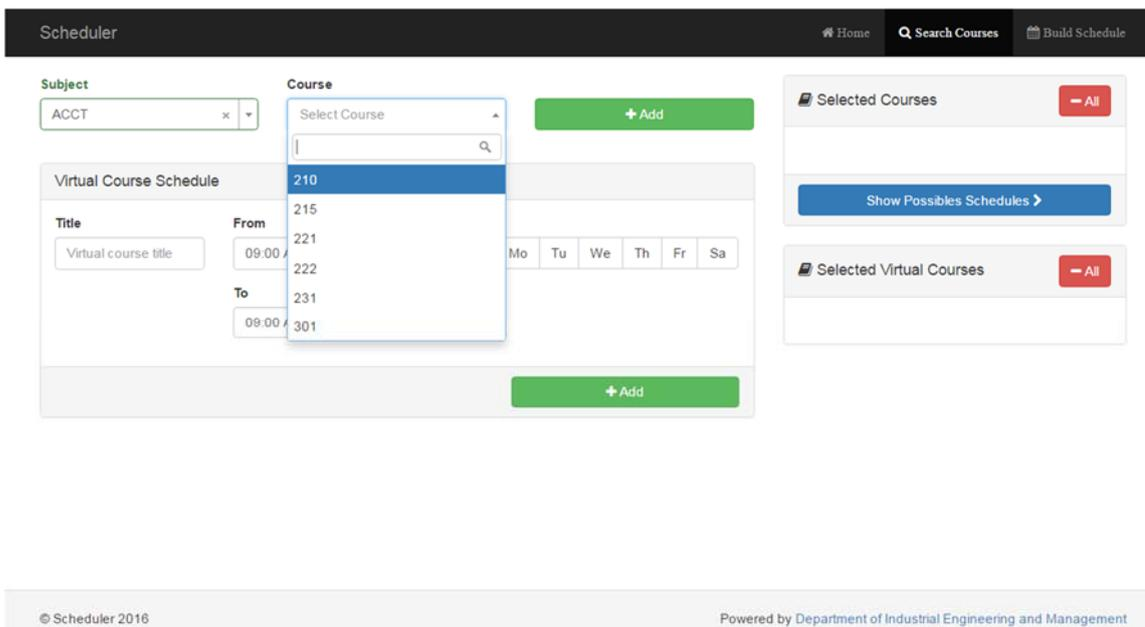 Scheduler
Home
Search Courses
Build Schedule
Subject
Course
ACCT
Select Course
+ Add
210
215
221
222
231
301
Virtual Course Schedule
Title
From
Virtual course title
09:00
Mo Tu We Th Fr Sa
To
09:00
+ Add
Selected Courses
All
Show Possibles Schedules
Selected Virtual Courses
All
© Scheduler 2016
Powered by Department of Industrial Engineering and Management